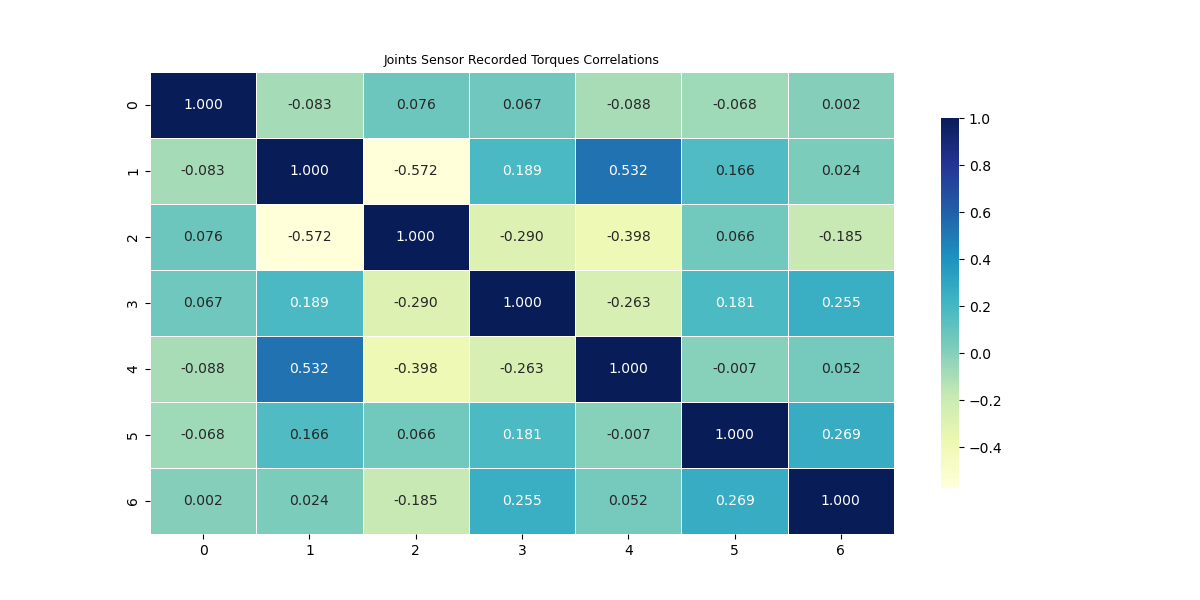 Joints Sensor Recorded Torques Correlations
0 1.000 -0.083 0.076 0.067 -0.088 -0.068 0.002
1 -0.083 1.000 -0.572 0.189 0.532 0.166 0.024
2 0.076 -0.572 1.000 -0.290 -0.398 0.066 -0.185
3 0.067 0.189 -0.290 1.000 -0.263 0.181 0.255
4 -0.088 0.532 -0.398 -0.263 1.000 -0.007 0.052
5 -0.068 0.166 0.066 0.181 -0.007 1.000 0.269
6 0.002 0.024 -0.185 0.255 0.052 0.269 1.000
0 1 2 3 4 5 6
1.0
0.8
0.6
0.4
0.2
0.0
−0.2
−0.4